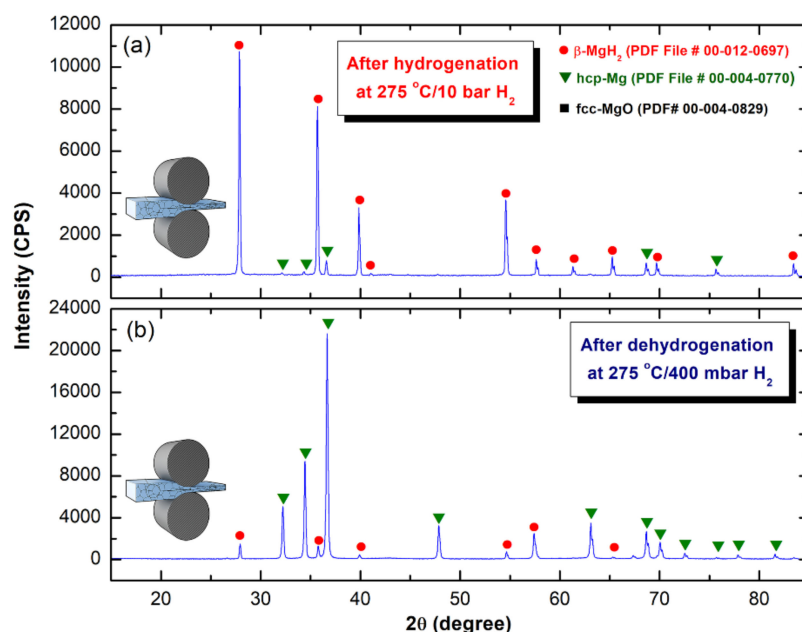 (a)
After hydrogenation
at 275 °C/10 bar H₂
β-MgH₂ (PDF File # 00-012-0697)
hcp-Mg (PDF File # 00-004-0770)
fcc-MgO (PDF# 00-004-0829)
12000
10000
8000
6000
4000
2000
0
Intensity (CPS)
(b)
After dehydrogenation
at 275 °C/400 mbar H₂
24000
20000
16000
12000
8000
4000
0
20 30 40 50 60 70 80
2θ (degree)